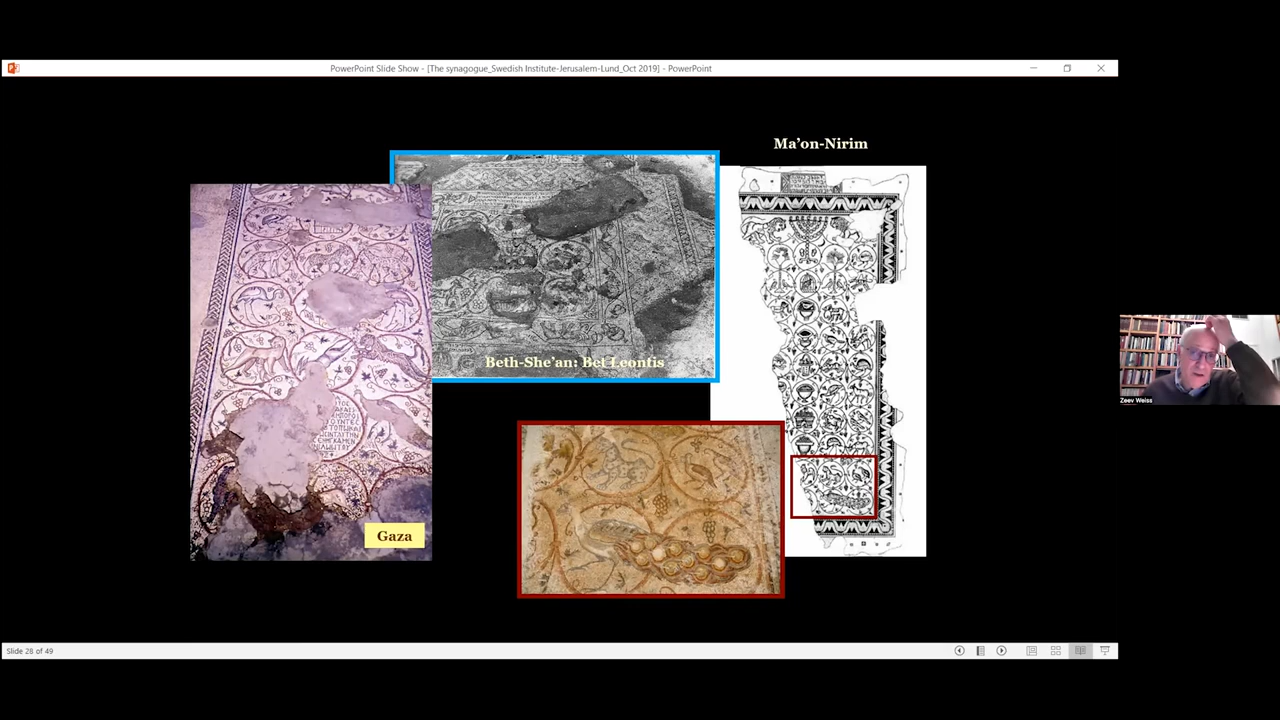 PowerPoint Slide Show - [The synagogue_Swedish Institute-Jerusalem-Lund_Oct 2019] - PowerPoint
Ma'on-Nirim
Beth-She'an: Bet Leontis
Gaza
Zeev Weiss
Slide 28 of 49